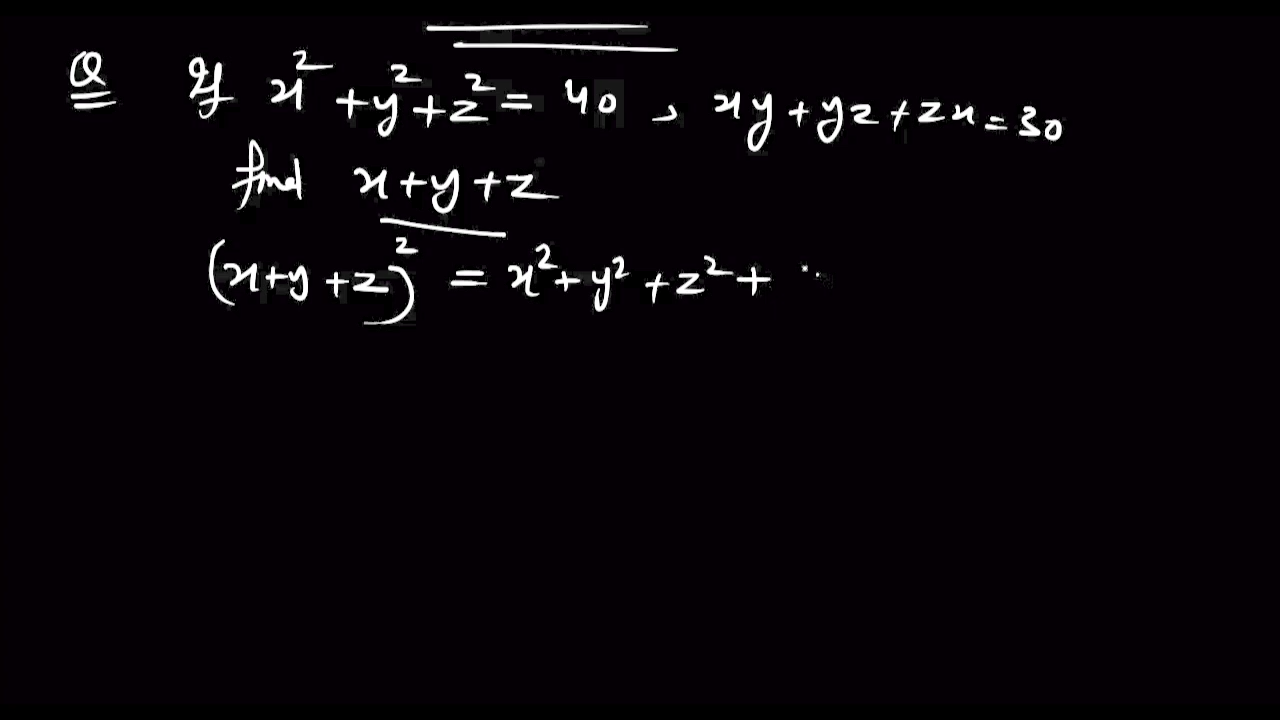 Q If x² + y² + z² = 40 , xy + yz + zx = 30
find x + y + z
(x + y + z)² = x² + y² + z² +